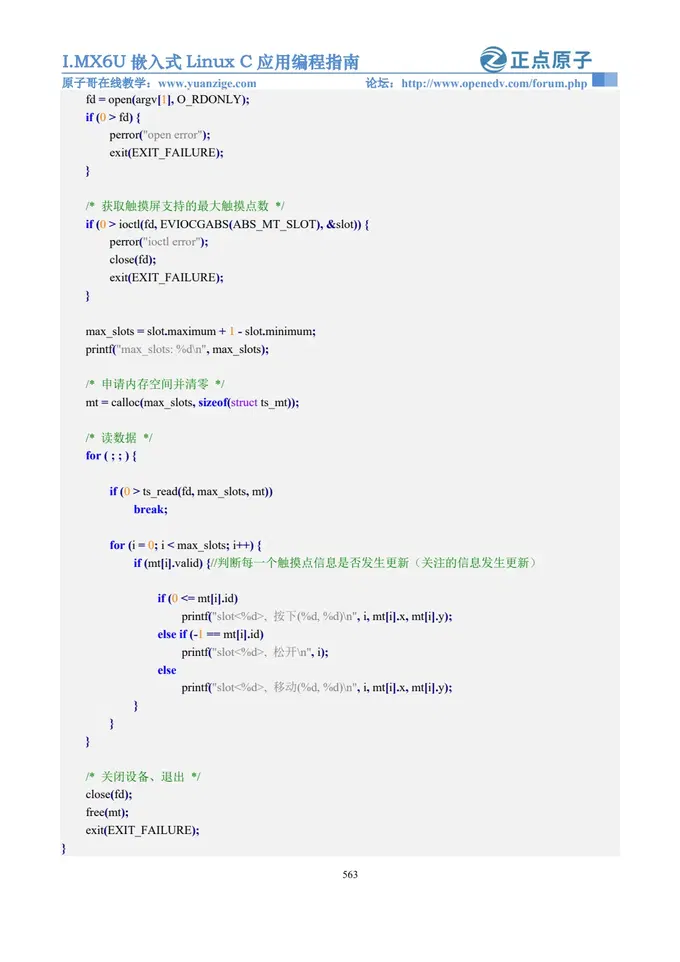 I.MX6U 嵌入式 Linux C 应用编程指南
正点原子
原子哥在线教学：www.yuanzige.com 论坛：http://www.openedv.com/forum.php
fd = open(argv[1], O_RDONLY);
if (0 > fd) {
perror("open error");
exit(EXIT_FAILURE);
}
/* 获取触摸屏支持的最大触摸点数 */
if (0 > ioctl(fd, EVIOCGABS(ABS_MT_SLOT), &slot)) {
perror("ioctl error");
close(fd);
exit(EXIT_FAILURE);
}
max_slots = slot.maximum + 1 - slot.minimum;
printf("max_slots: %d\n", max_slots);
/* 申请内存空间并清零 */
mt = calloc(max_slots, sizeof(struct ts_mt));
/* 读数据 */
for ( ; ; ) {
if (0 > ts_read(fd, max_slots, mt))
break;
for (i = 0; i < max_slots; i++) {
if (mt[i].valid) {//判断每一个触摸点信息是否发生更新（关注的信息发生更新）
if (0 <= mt[i].id)
printf("slot<%d>, 按下(%d, %d)\n", i, mt[i].x, mt[i].y);
else if (-1 == mt[i].id)
printf("slot<%d>, 松开\n", i);
else
printf("slot<%d>, 移动(%d, %d)\n", i, mt[i].x, mt[i].y);
}
}
}
/* 关闭设备、退出 */
close(fd);
free(mt);
exit(EXIT_FAILURE);
}
563